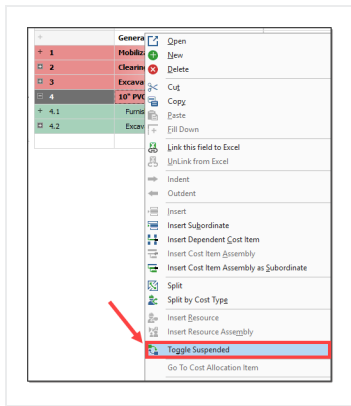 Genera
+ 1 Mobiliz
2 Clearin
3 Excava
4 10" PVC
+ 4.1 Furnis
4.2 Excav
Open
New
Delete
Cut
Copy
Paste
Fill Down
Link this field to Excel
UnLink from Excel
Indent
Outdent
Insert
Insert Subordinate
Insert Dependent Cost Item
Insert Cost Item Assembly
Insert Cost Item Assembly as Subordinate
Split
Split by Cost Type
Insert Resource
Insert Resource Assembly
Toggle Suspended
Go To Cost Allocation Item